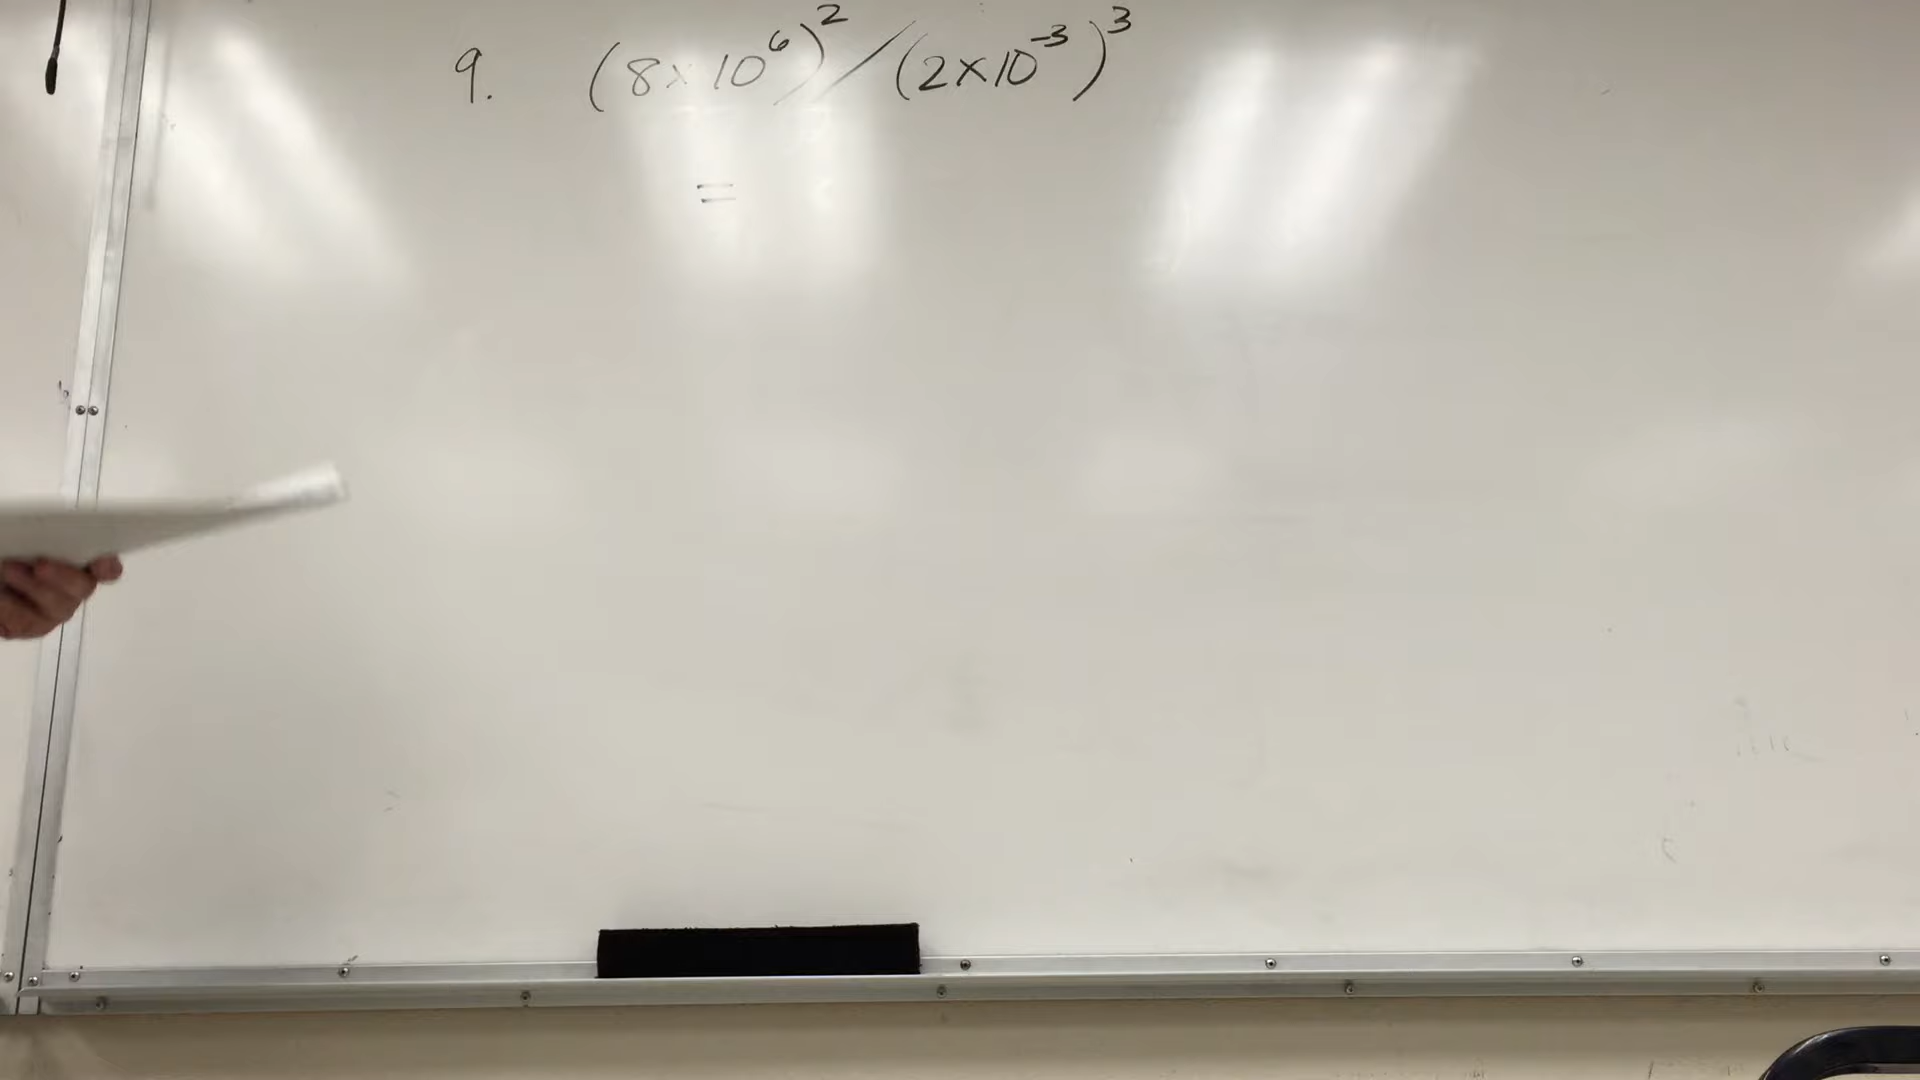 9. (8×10⁶)² / (2×10⁻³)³
=